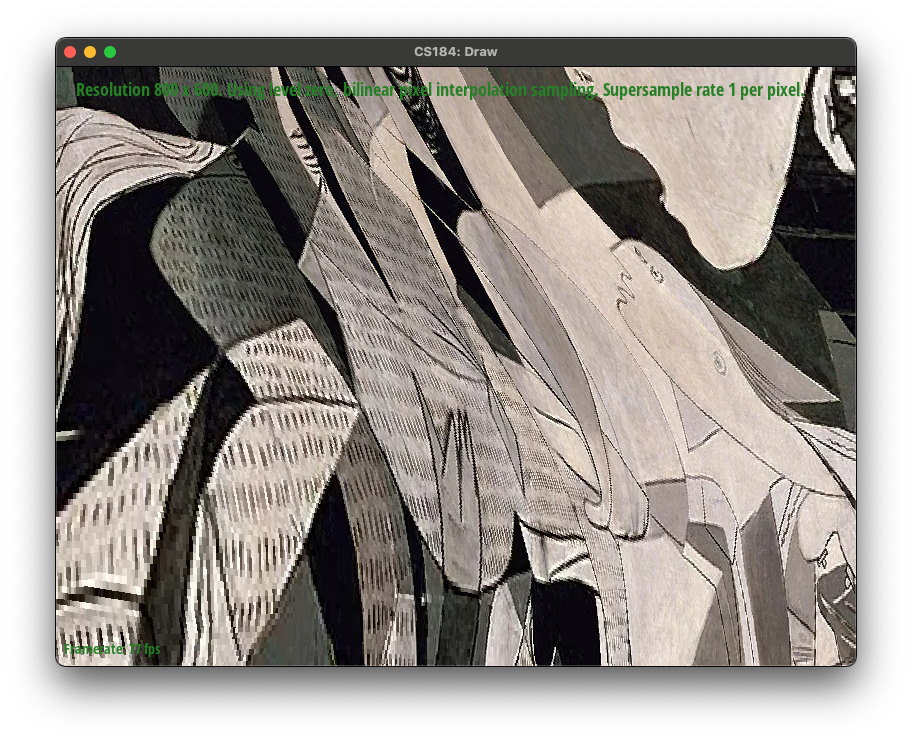 CS184: Draw
Resolution 800 x 600. Using level zero, bilinear pixel interpolation sampling. Supersample rate 1 per pixel.
Framerate: fps